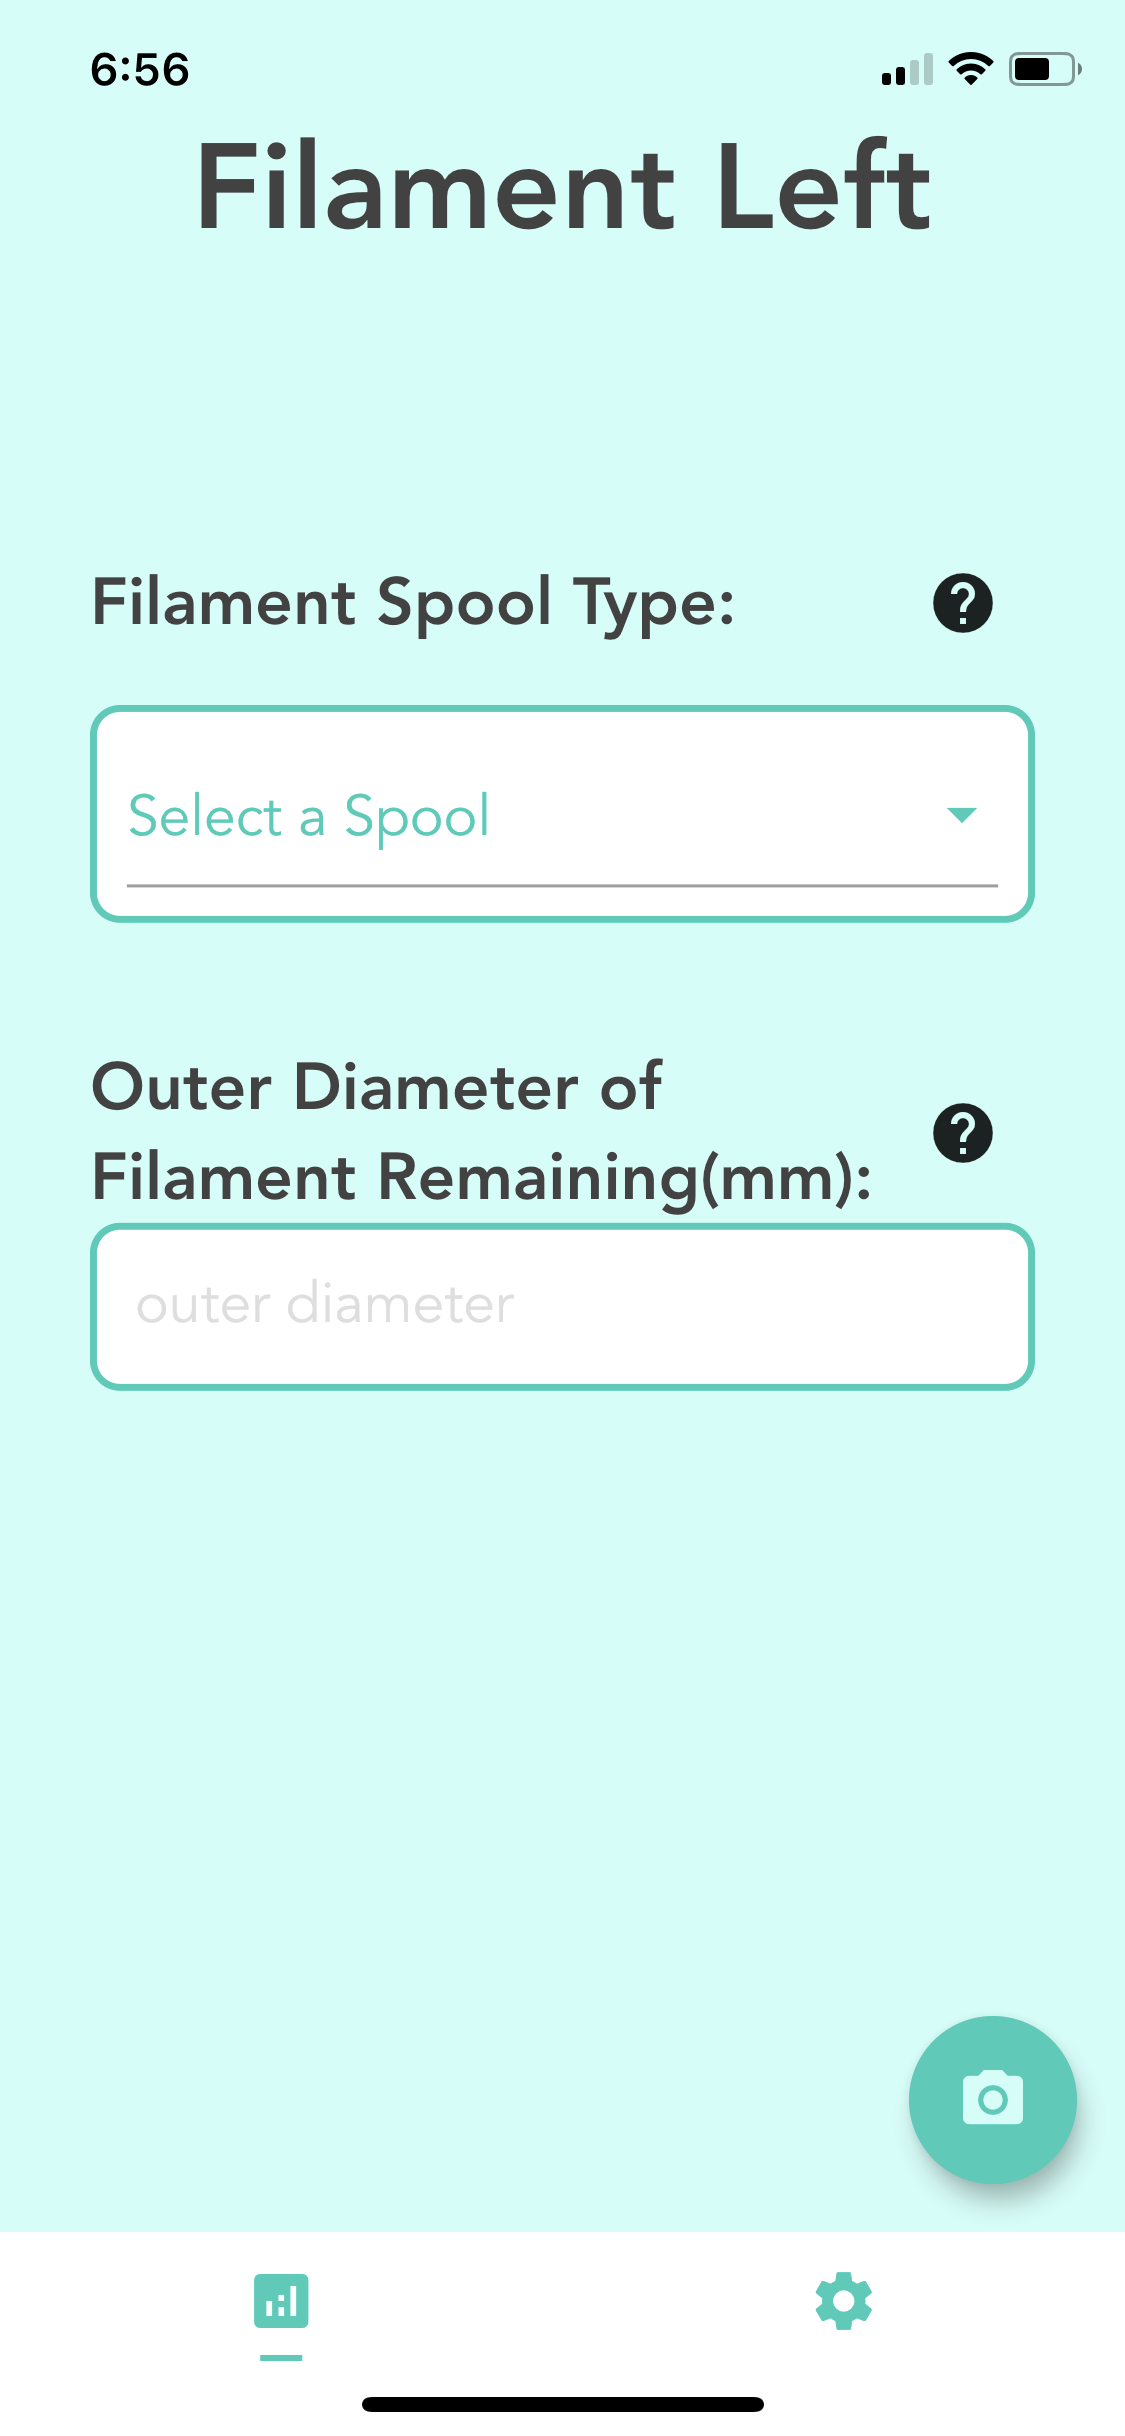 6:56
Filament Left
Filament Spool Type:
Select a Spool
Outer Diameter of
Filament Remaining(mm):
outer diameter